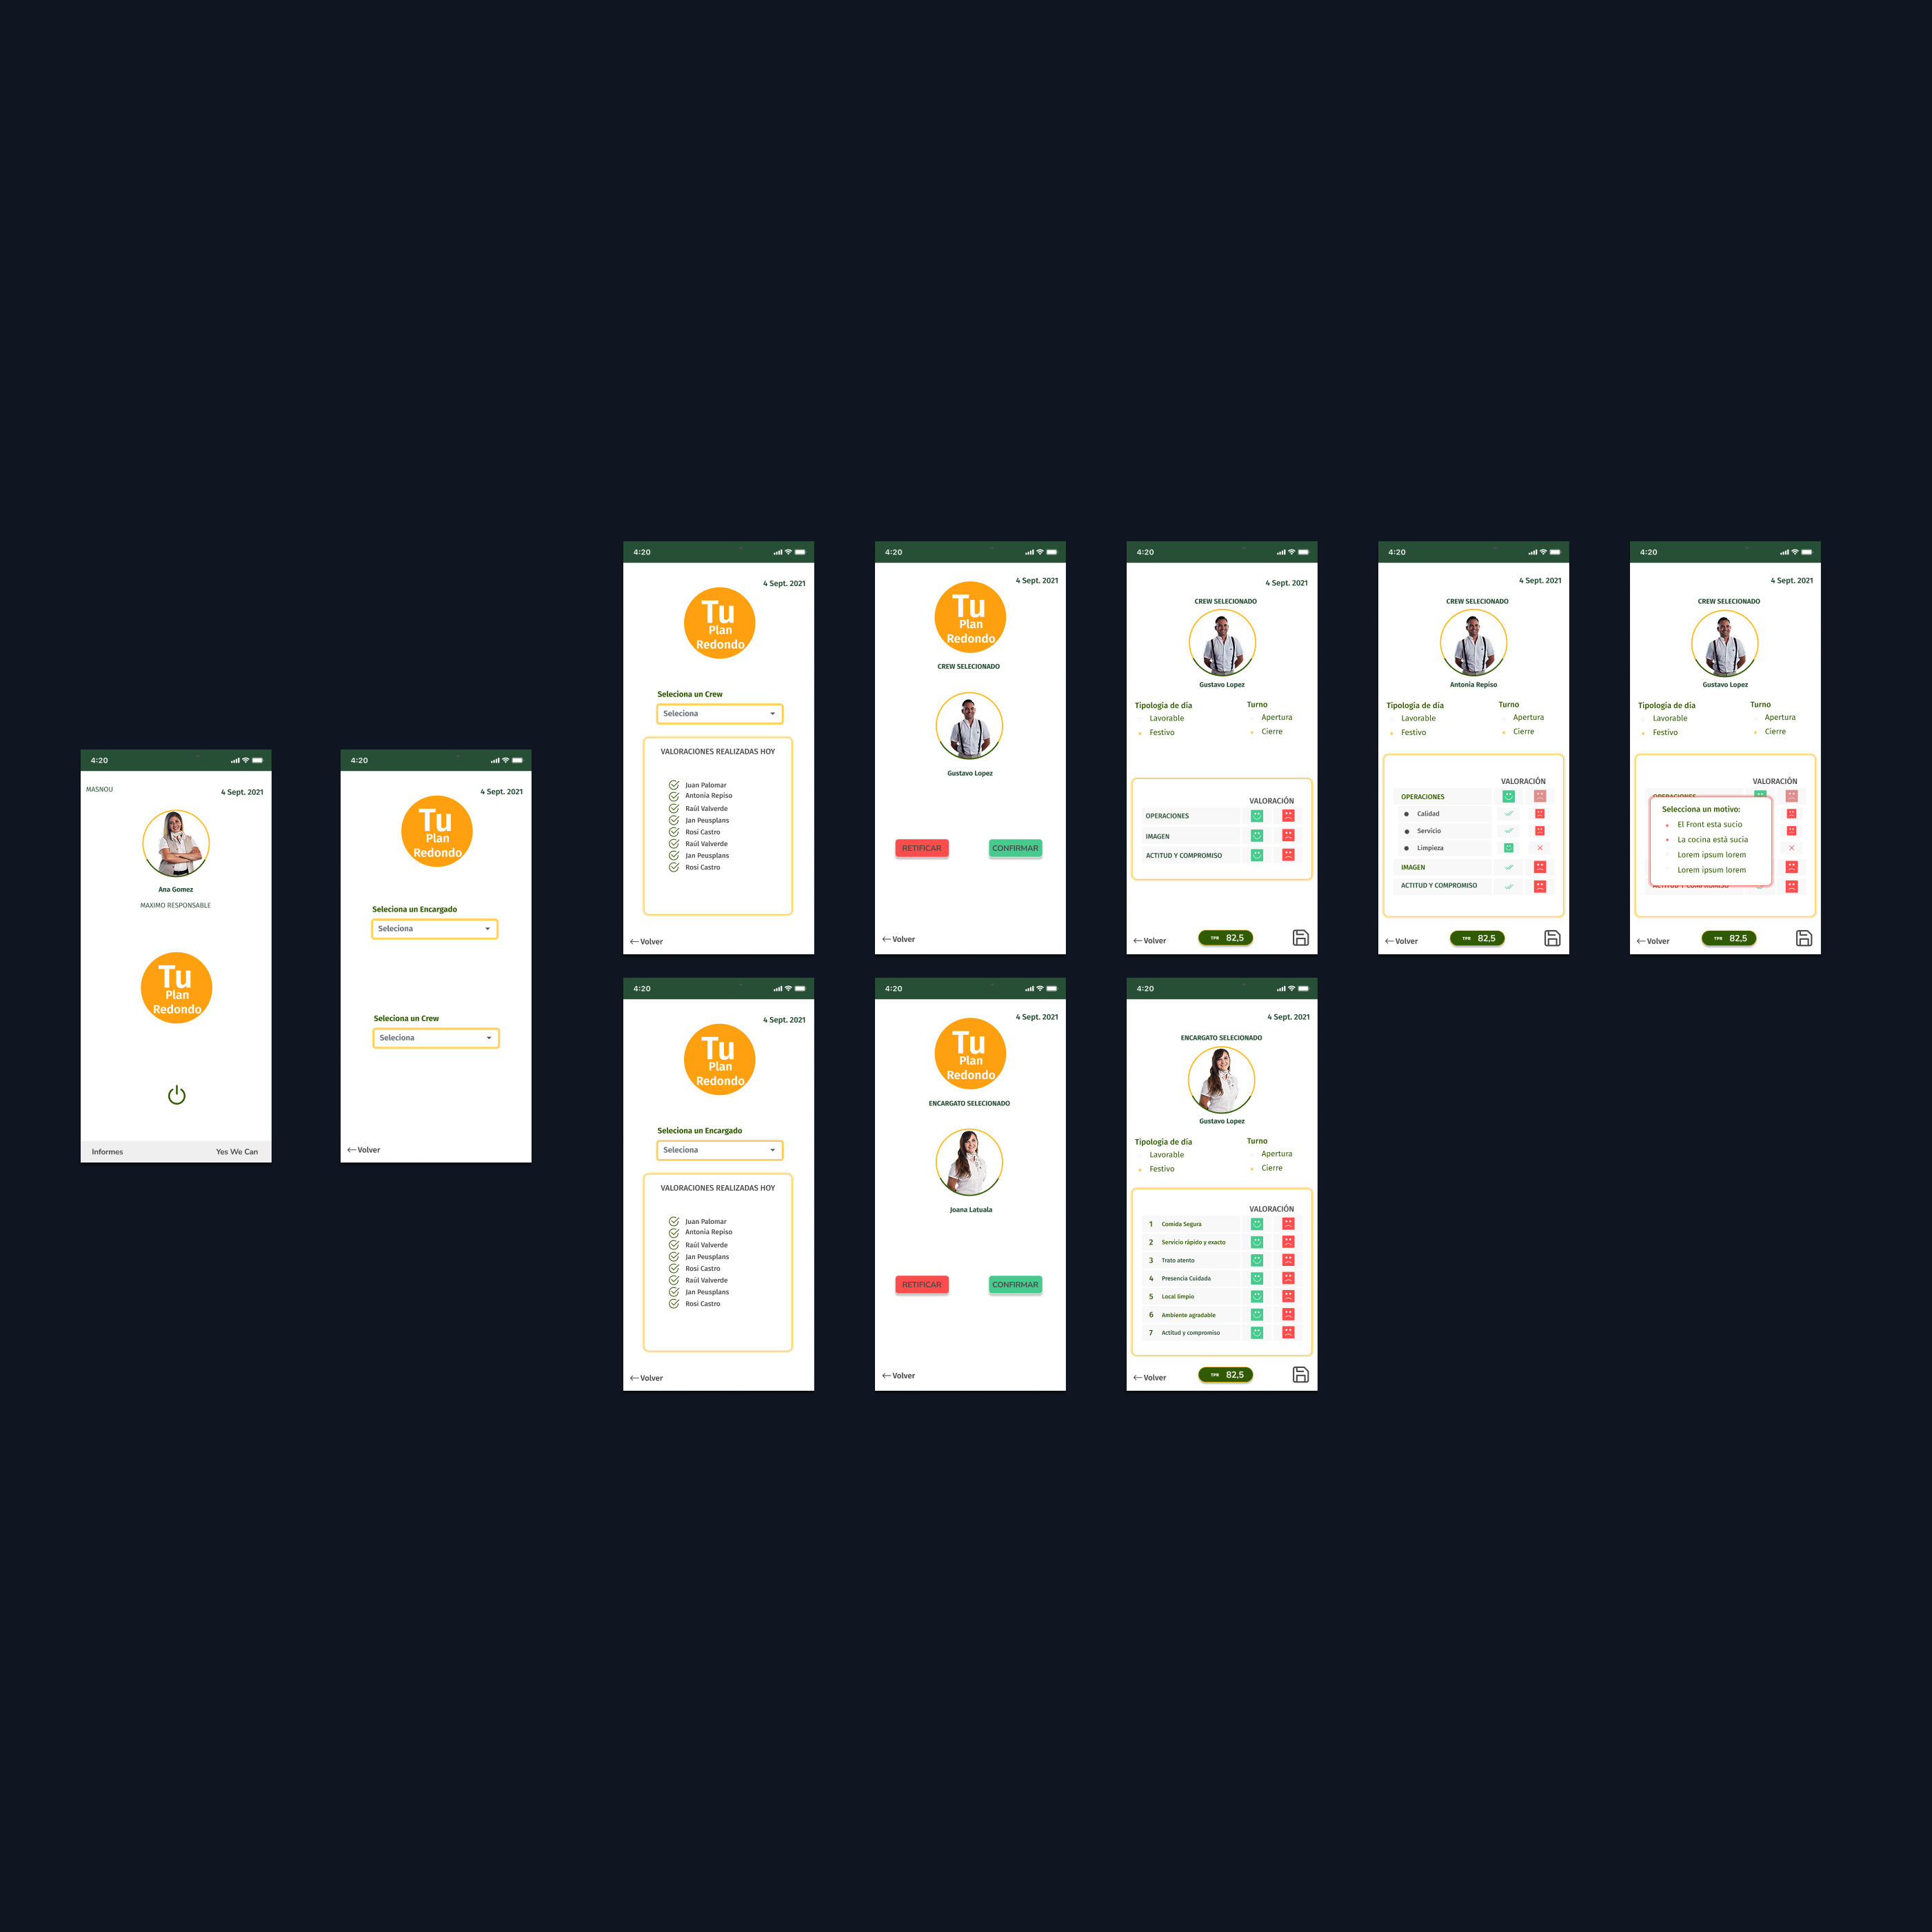 4:20
MASNOU
4 Sept. 2021
Ana Gomez
MAXIMO RESPONSABLE
Tu
Plan
Redondo
Informes
Yes We Can
4:20
4 Sept. 2021
Tu
Plan
Redondo
Seleciona un Encargado
Seleciona
Seleciona un Crew
Seleciona
Volver
4:20
4 Sept. 2021
Tu
Plan
Redondo
Seleciona un Crew
Seleciona
VALORACIONES REALIZADAS HOY
Juan Palomar
Antonia Repiso
Raúl Valverde
Jan Peusplans
Rosi Castro
Raúl Valverde
Jan Peusplans
Rosi Castro
Volver
4:20
4 Sept. 2021
Tu
Plan
Redondo
CREW SELECIONADO
Gustavo Lopez
RETIFICAR
CONFIRMAR
Volver
4:20
4 Sept. 2021
CREW SELECIONADO
Gustavo Lopez
Tipología de día
Turno
Lavorable
Apertura
Festivo
Cierre
VALORACIÓN
OPERACIONES
IMAGEN
ACTITUD Y COMPROMISO
Volver
TPR 82,5
4:20
4 Sept. 2021
CREW SELECIONADO
Antonia Repiso
Tipología de día
Turno
Lavorable
Apertura
Festivo
Cierre
VALORACIÓN
OPERACIONES
Calidad
Servicio
Limpieza
IMAGEN
ACTITUD Y COMPROMISO
Volver
TPR 82,5
4:20
4 Sept. 2021
CREW SELECIONADO
Gustavo Lopez
Tipología de día
Turno
Lavorable
Apertura
Festivo
Cierre
VALORACIÓN
OPERACIONES
Selecciona un motivo:
El Front esta sucio
La cocina está sucia
Lorem ipsum lorem
Lorem ipsum lorem
ACTITUD Y COMPROMISO
Volver
TPR 82,5
4:20
4 Sept. 2021
Tu
Plan
Redondo
Seleciona un Encargado
Seleciona
VALORACIONES REALIZADAS HOY
Juan Palomar
Antonia Repiso
Raúl Valverde
Jan Peusplans
Rosi Castro
Raúl Valverde
Jan Peusplans
Rosi Castro
Volver
4:20
4 Sept. 2021
Tu
Plan
Redondo
ENCARGATO SELECIONADO
Joana Latuala
RETIFICAR
CONFIRMAR
Volver
4:20
4 Sept. 2021
ENCARGATO SELECIONADO
Gustavo Lopez
Tipología de día
Turno
Lavorable
Apertura
Festivo
Cierre
VALORACIÓN
1 Comida Segura
2 Servicio rápido y exacto
3 Trato atento
4 Presencia Cuidada
5 Local limpio
6 Ambiente agradable
7 Actitud y compromiso
Volver
TPR 82,5